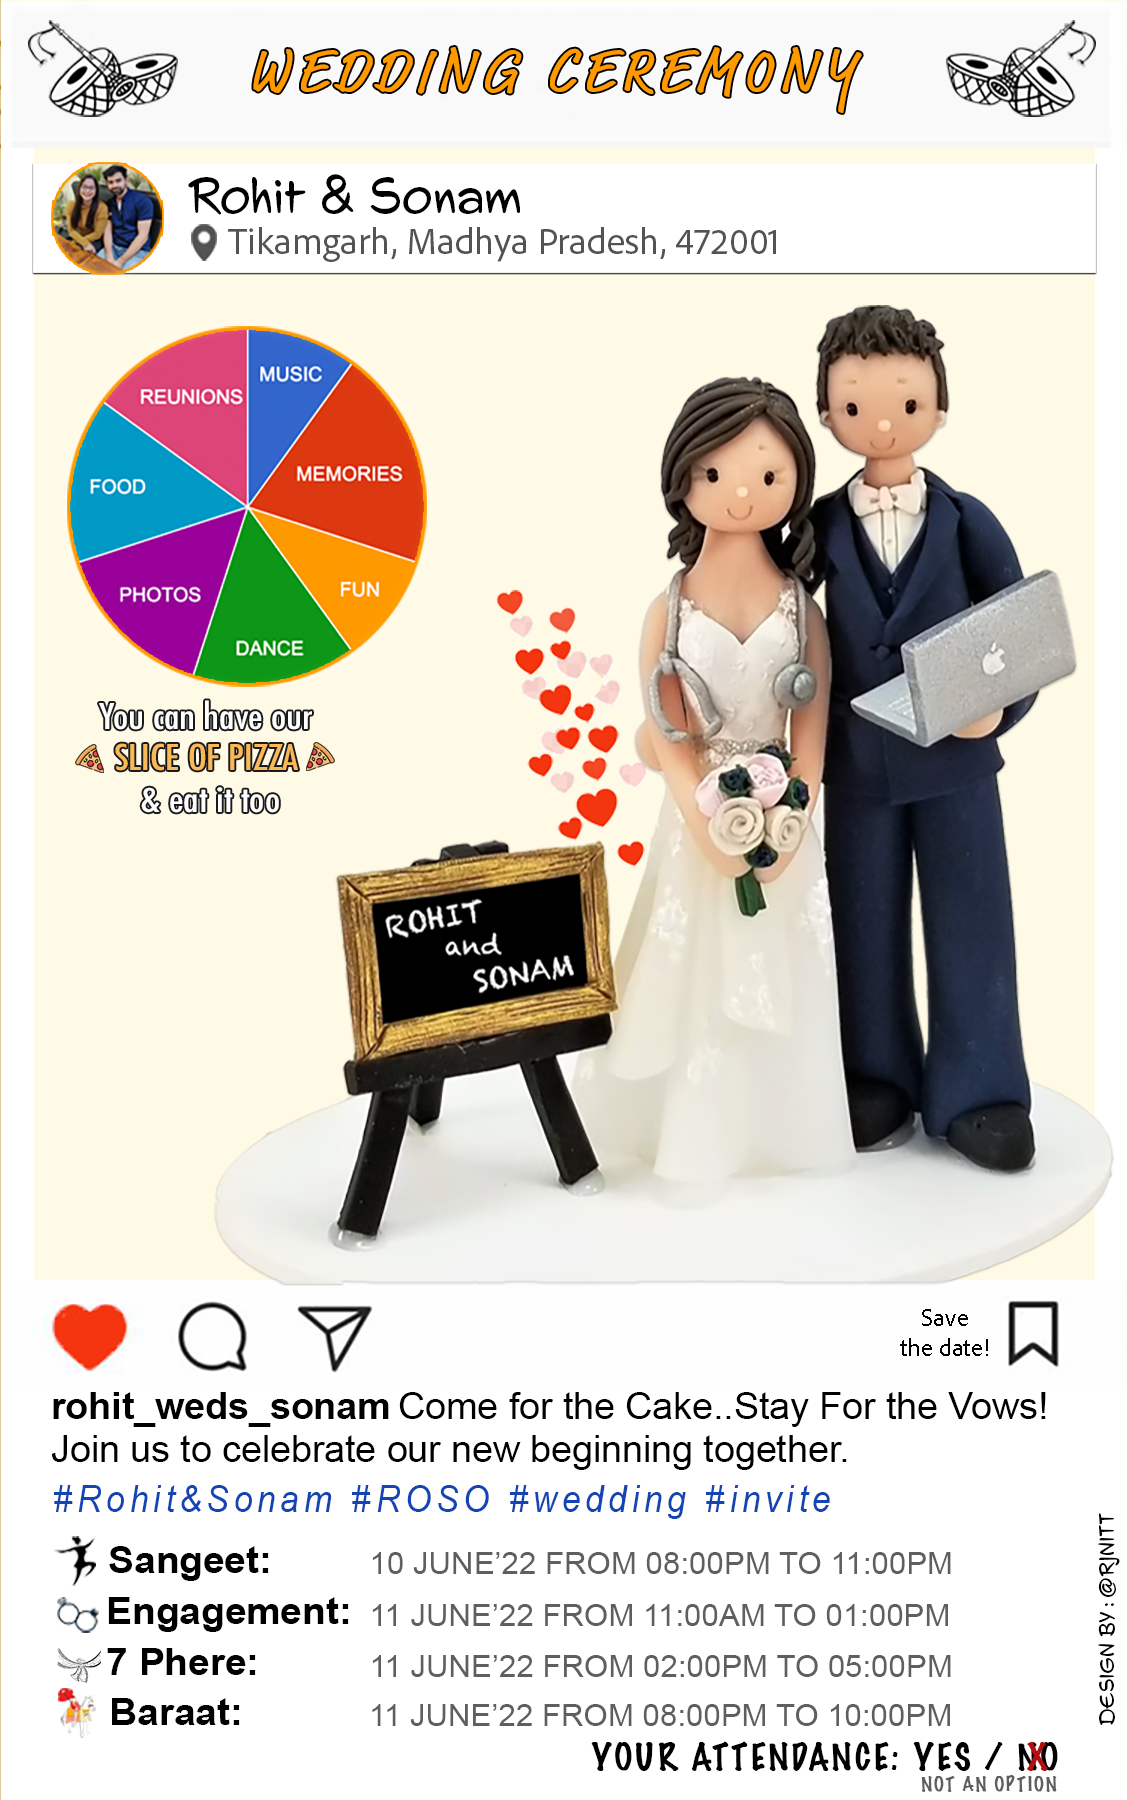 WEDDING CEREMONY
Rohit & Sonam
Tikamgarh, Madhya Pradesh, 472001
MUSIC
REUNIONS
MEMORIES
FOOD
FUN
PHOTOS
DANCE
You can have our
SLICE OF PIZZA
& eat it too
ROHIT
and
SONAM
Save
the date!
rohit_weds_sonam Come for the Cake..Stay For the Vows!
Join us to celebrate our new beginning together.
#Rohit&Sonam #ROSO #wedding #invite
Sangeet: 10 JUNE’22 FROM 08:00PM TO 11:00PM
Engagement: 11 JUNE’22 FROM 11:00AM TO 01:00PM
7 Phere: 11 JUNE’22 FROM 02:00PM TO 05:00PM
Baraat: 11 JUNE’22 FROM 08:00PM TO 10:00PM
YOUR ATTENDANCE: YES / NO
NOT AN OPTION
DESIGN BY : @RJNITT